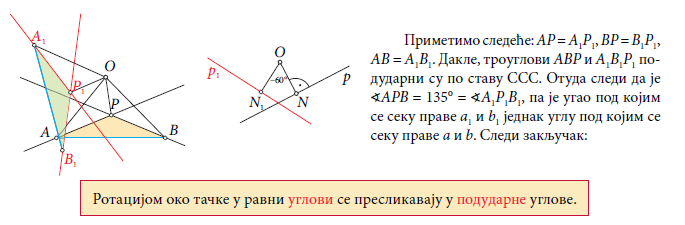 A₁
O
P₁
P
A
B
B₁
O
p₁
−60°
p
N₁
N
Приметимо следеће: AP = A₁P₁, BP = B₁P₁,
AB = A₁B₁. Дакле, троуглови ABP и A₁B₁P₁ по-
дударни су по ставу ССС. Отуда следи да је
∢APB = 135° = ∢A₁P₁B₁, па је угао под којим
се секу праве a₁ и b₁ једнак углу под којим се
секу праве a и b. Следи закључак:
Ротацијом око тачке у равни углови се пресликавају у подударне углове.